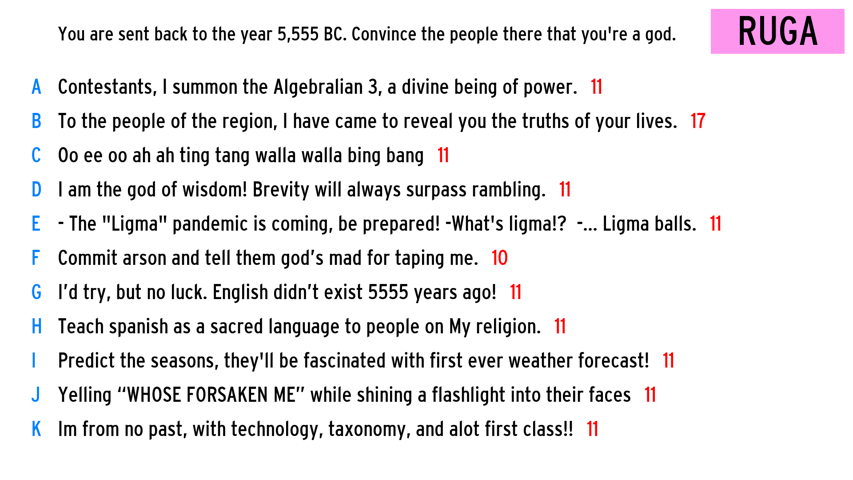 You are sent back to the year 5,555 BC. Convince the people there that you're a god.
RUGA
A Contestants, I summon the Algebralian 3, a divine being of power. 11
B To the people of the region, I have came to reveal you the truths of your lives. 17
C Oo ee oo ah ah ting tang walla walla bing bang 11
D I am the god of wisdom! Brevity will always surpass rambling. 11
E - The "Ligma" pandemic is coming, be prepared! -What's ligma!? -... Ligma balls. 11
F Commit arson and tell them god’s mad for taping me. 10
G I’d try, but no luck. English didn’t exist 5555 years ago! 11
H Teach spanish as a sacred language to people on My religion. 11
I Predict the seasons, they'll be fascinated with first ever weather forecast! 11
J Yelling “WHOSE FORSAKEN ME” while shining a flashlight into their faces 11
K Im from no past, with technology, taxonomy, and alot first class!! 11